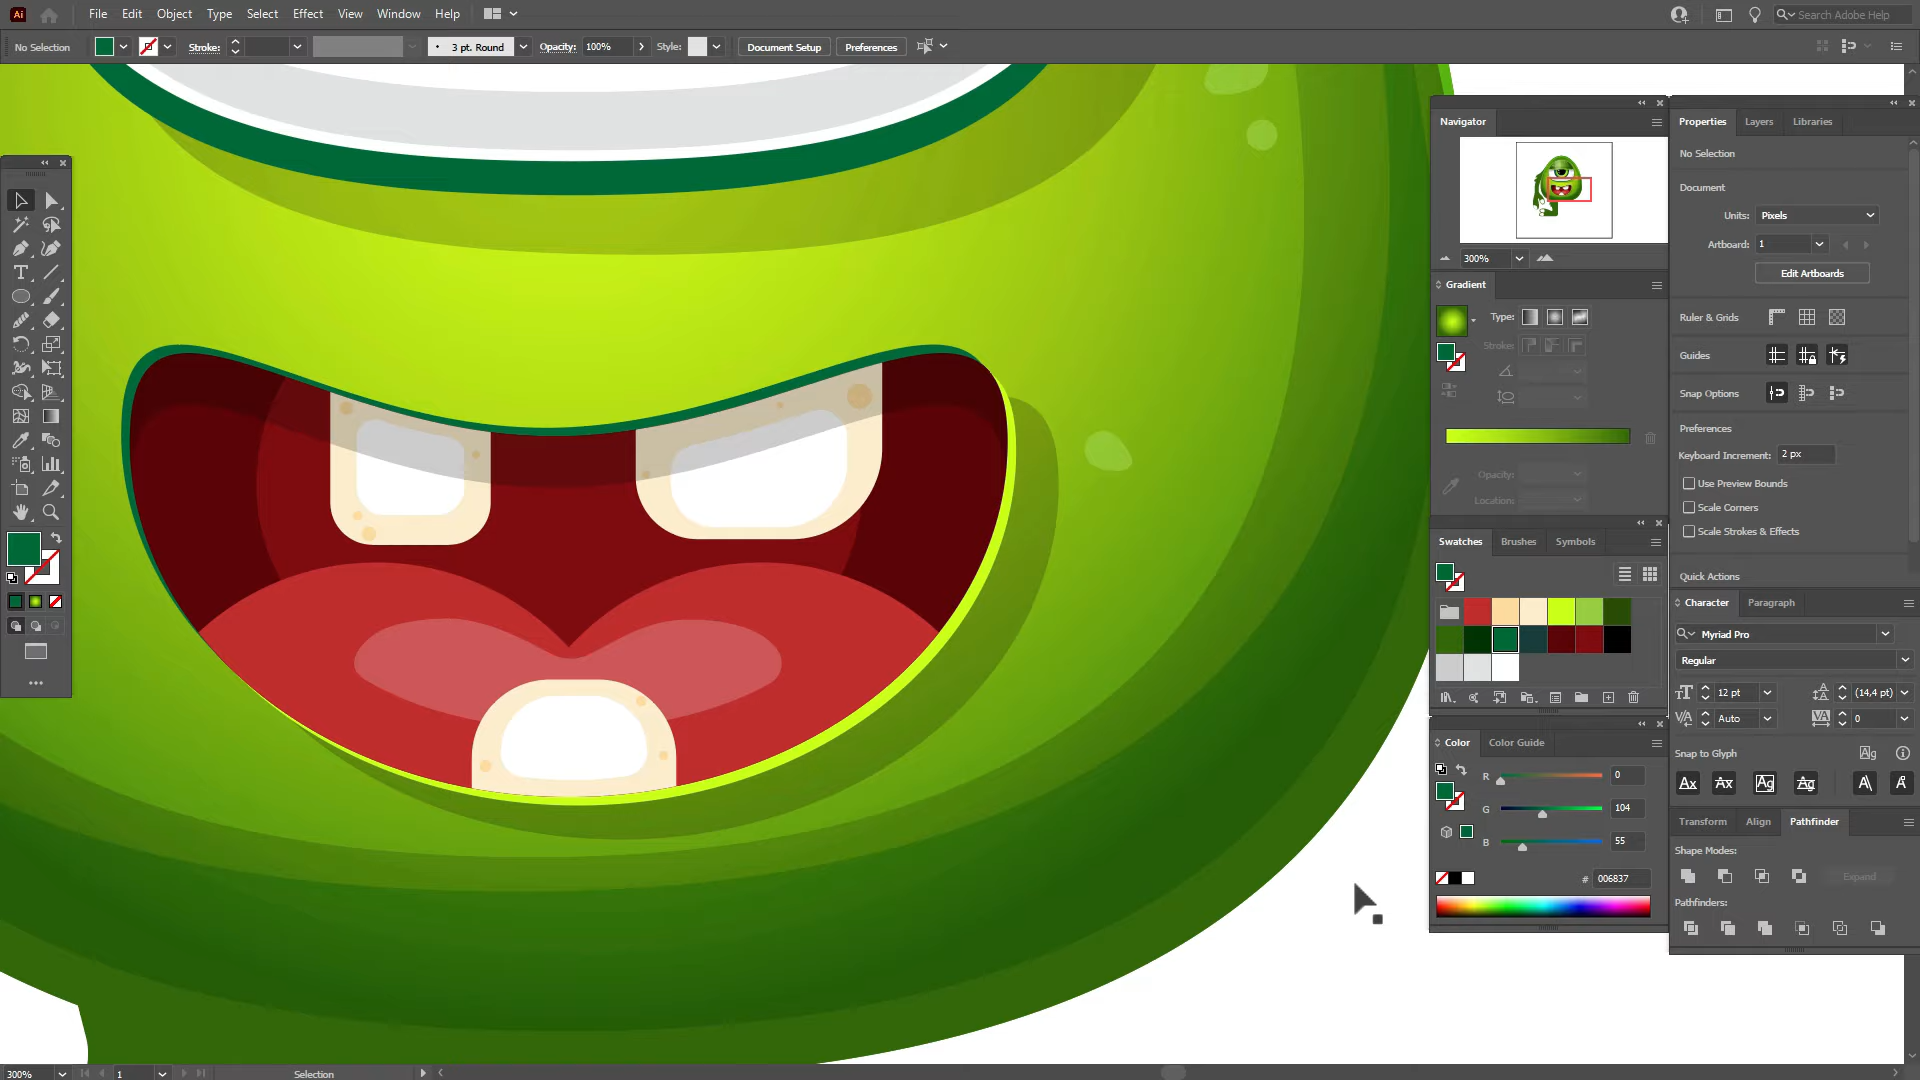 Ai File Edit Object Type Select Effect View Window Help Search Adobe Help
No Selection Stroke: 3 pt. Round Opacity: 100% Style: Document Setup Preferences
Navigator
300%
Gradient
Type:
Stroke:
Opacity:
Location:
Swatches Brushes Symbols
Color Color Guide
R 0
G 104
B 55
# 006837
Properties Layers Libraries
No Selection
Document
Units: Pixels
Artboard: 1
Edit Artboards
Ruler & Grids
Guides
Snap Options
Preferences
Keyboard Increment: 2 px
Use Preview Bounds
Scale Corners
Scale Strokes & Effects
Quick Actions
Character Paragraph
Myriad Pro
Regular
12 pt (14,4 pt)
Auto 0
Snap to Glyph
Transform Align Pathfinder
Shape Modes:
Expand
Pathfinders:
300% 1 Selection